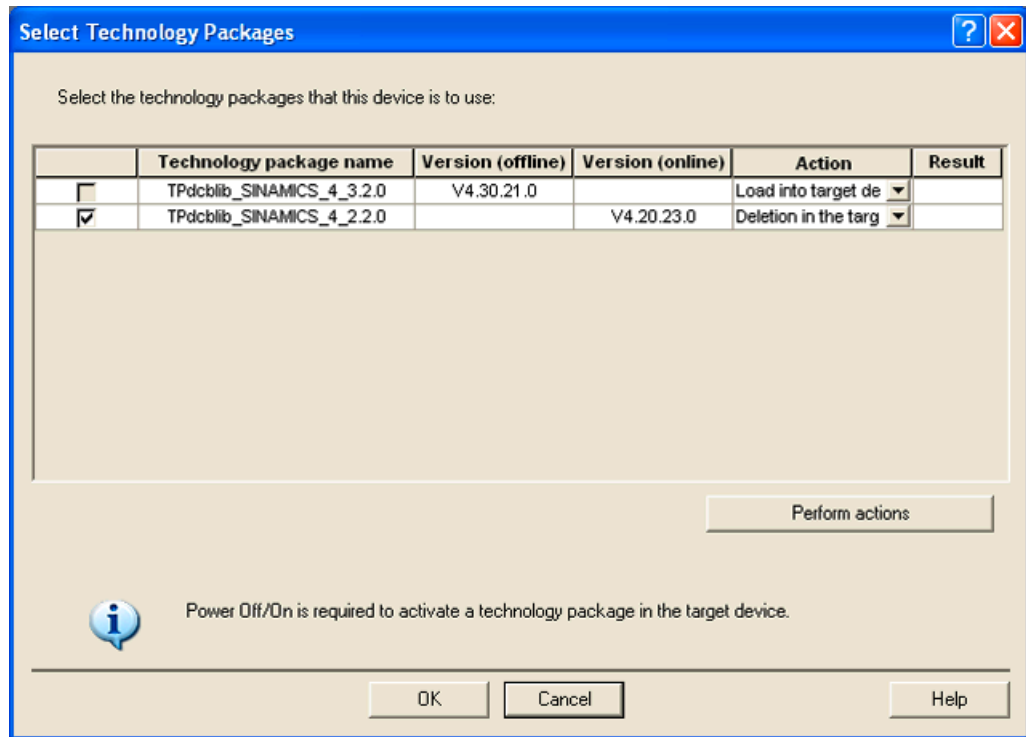 Select Technology Packages
Select the technology packages that this device is to use:
Technology package name Version (offline) Version (online) Action Result
TPdcblib_SINAMICS_4_3.2.0 V4.30.21.0 Load into target de
TPdcblib_SINAMICS_4_2.2.0 V4.20.23.0 Deletion in the targ
Perform actions
Power Off/On is required to activate a technology package in the target device.
OK Cancel Help